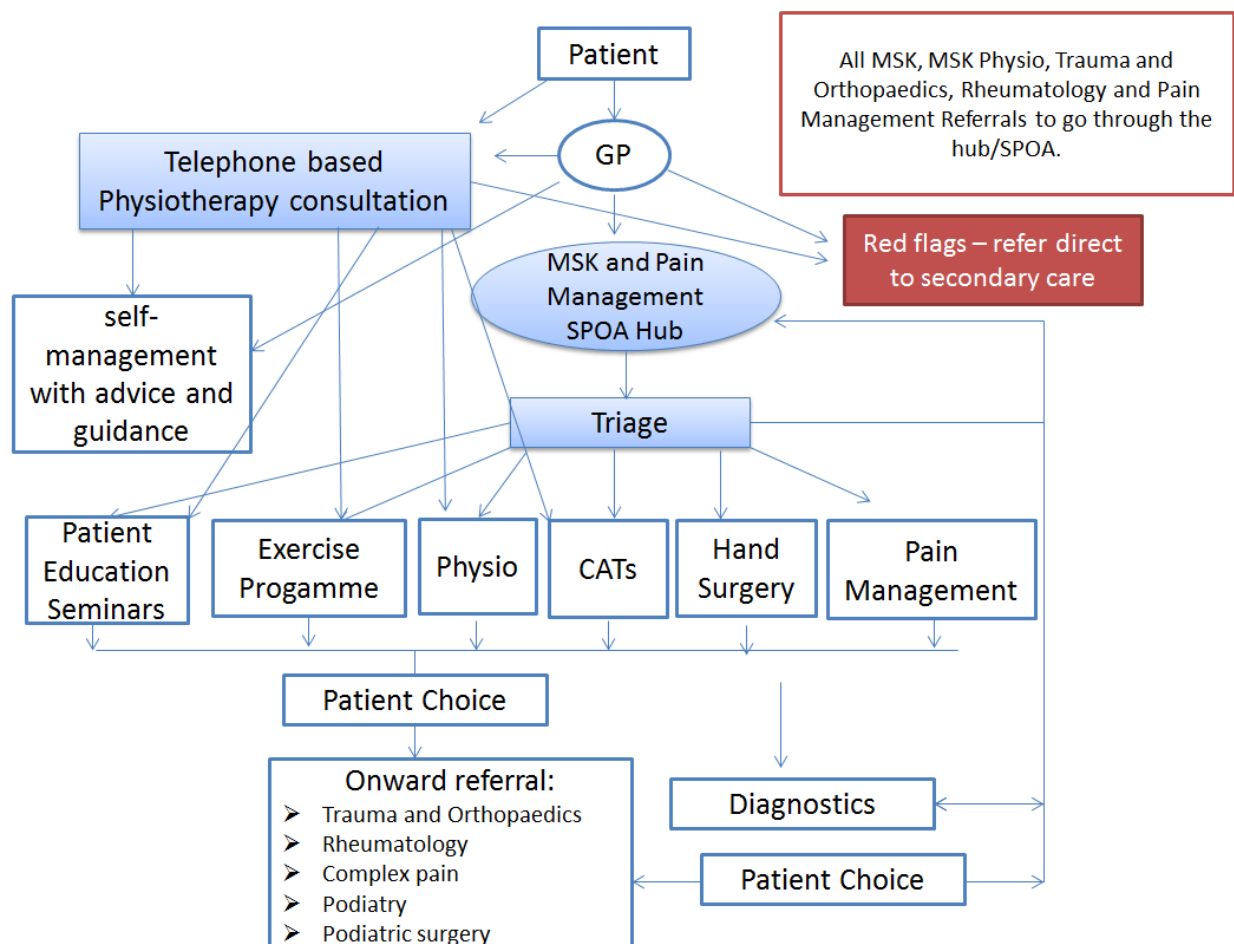 Patient
All MSK, MSK Physio, Trauma and
Orthopaedics, Rheumatology and Pain
Management Referrals to go through the
hub/SPOA.
GP
Telephone based
Physiotherapy consultation
Red flags – refer direct
to secondary care
MSK and Pain
Management
SPOA Hub
self-
management
with advice and
guidance
Triage
Patient
Education
Seminars
Exercise
Progamme
Physio
CATs
Hand
Surgery
Pain
Management
Patient Choice
Onward referral:
➢ Trauma and Orthopaedics
➢ Rheumatology
➢ Complex pain
➢ Podiatry
➢ Podiatric surgery
Diagnostics
Patient Choice